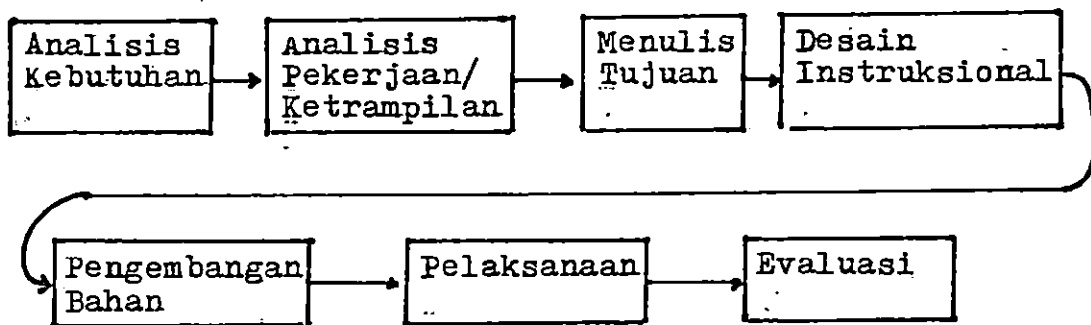 Analisis
Kebutuhan
Analisis
Pekerjaan/
Ketrampilan
Menulis
Tujuan
Desain
Instruksional
Pengembangan
Bahan
Pelaksanaan
Evaluasi